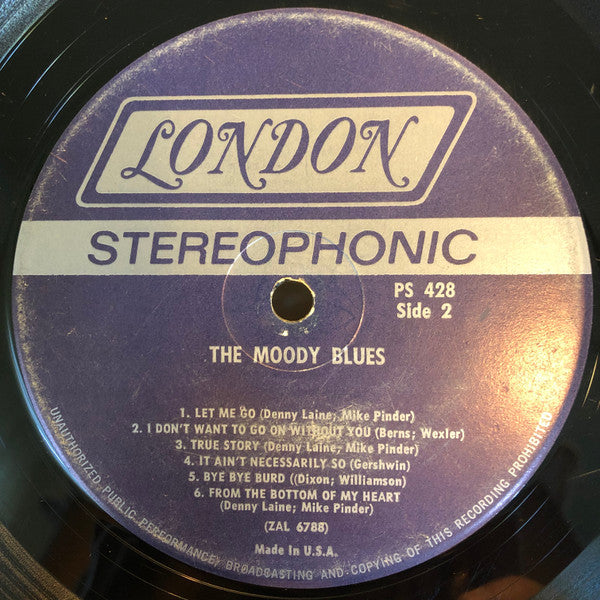 LONDON
STEREOPHONIC
PS 428
Side 2
THE MOODY BLUES
1. LET ME GO (Denny Laine; Mike Pinder)
2. I DON'T WANT TO GO ON WITHOUT YOU (Berns; Wexler)
3. TRUE STORY (Denny Laine; Mike Pinder)
4. IT AIN'T NECESSARILY SO (Gershwin)
5. BYE BYE BURD ((Dixon; Williamson)
6. FROM THE BOTTOM OF MY HEART
(Denny Laine; Mike Pinder)
(ZAL 6788)
Made In U.S.A.
UNAUTHORIZED PUBLIC PERFORMANCE, BROADCASTING AND COPYING OF THIS RECORDING PROHIBITED